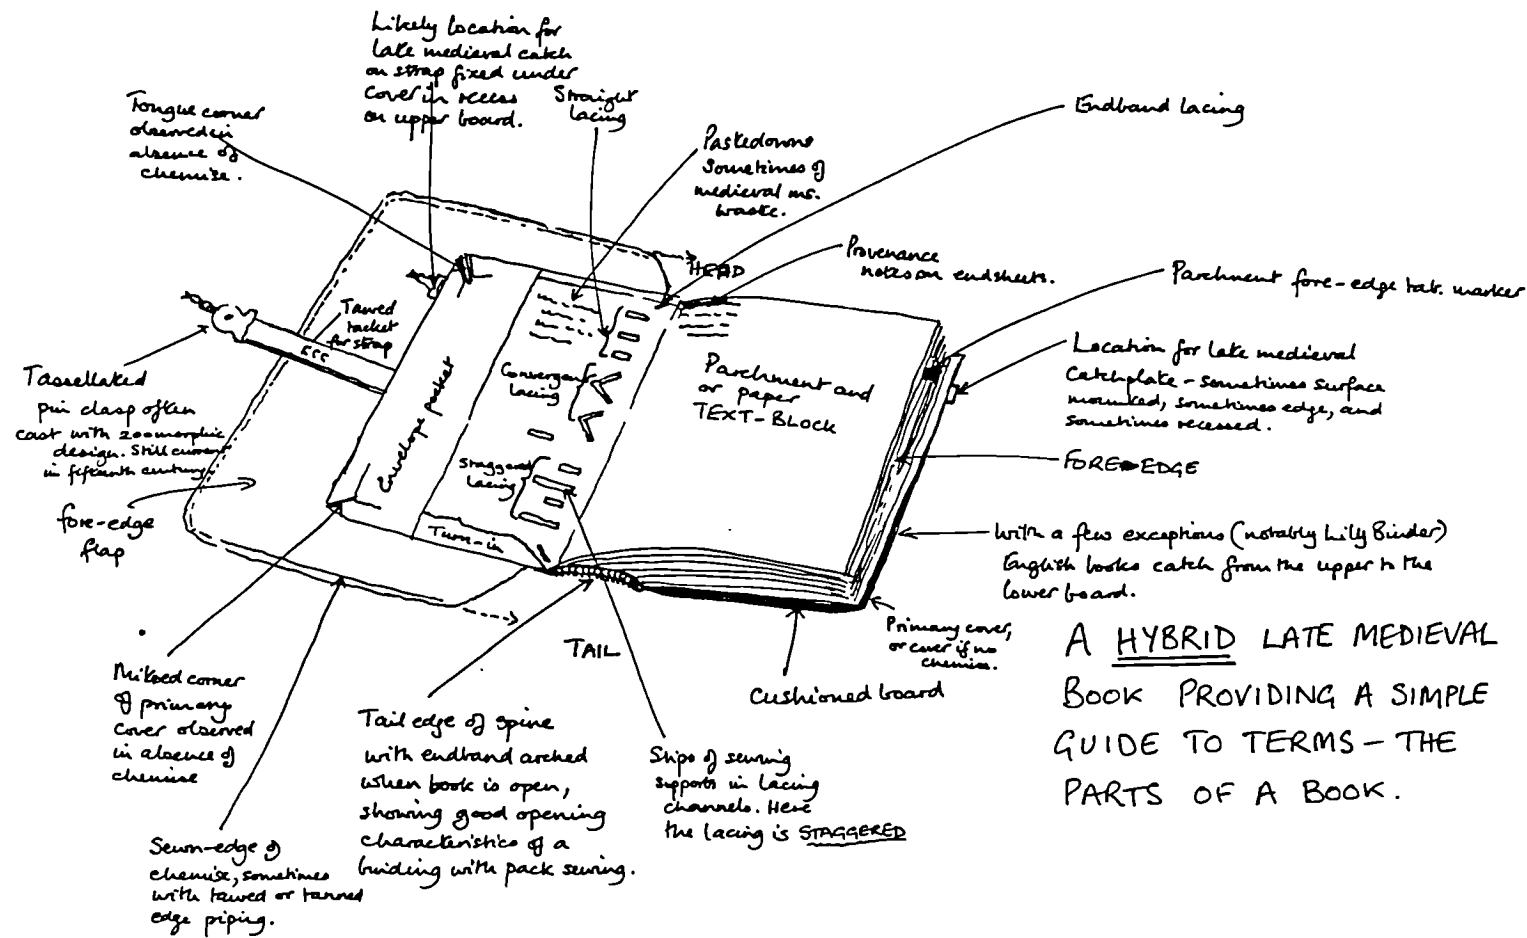 Likely location for
late medieval catch
on strap fixed under
cover in recess
on upper board.
Straight
lacing
Tongue corner
observed in
absence of
chemise.
Pastedowns
Sometimes of
medieval ms.
waste.
Endband lacing
Provenance
notes on endsheets.
HEAD
Parchment fore-edge tab. marker
Tawed
tacket
for strap
Location for late medieval
Catchplate - sometimes surface
mounted, sometimes edge, and
sometimes recessed.
Tassellated
pin clasp often
cast with zoomorphic
design. Still current
in fifteenth century.
Envelope pocket
Convergent
lacing
Parchment and
or paper
TEXT-BLOCK
Staggered
lacing
FORE-EDGE
fore-edge
flap
Turn-in
With a few exceptions (notably Lily Binder)
English books catch from the upper to the
lower board.
Primary cover,
or cover if no
chemise.
TAIL
Cushioned board
A HYBRID LATE MEDIEVAL
BOOK PROVIDING A SIMPLE
GUIDE TO TERMS - THE
PARTS OF A BOOK.
Mitred corner
of primary
cover observed
in absence of
chemise
Tail edge of spine
with endband arched
when book is open,
showing good opening
characteristics of a
binding with pack sewing.
Slips of sewing
supports in lacing
channels. Here
the lacing is STAGGERED
Sewn-edge of
chemise, sometimes
with tawed or tanned
edge piping.